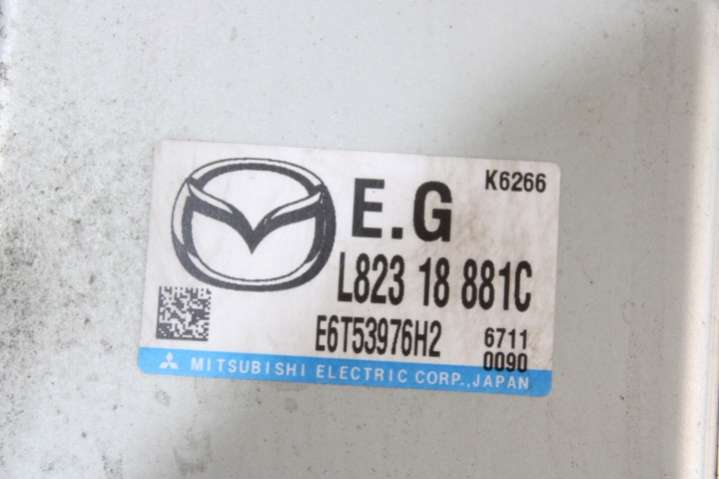 K6266
E.G
L823 18 881C
E6T53976H2 6711
0090
MITSUBISHI ELECTRIC CORP.,JAPAN